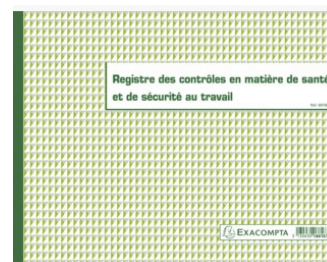 Registre des contrôles en matière de santé
et de sécurité au travail
EXACOMPTA